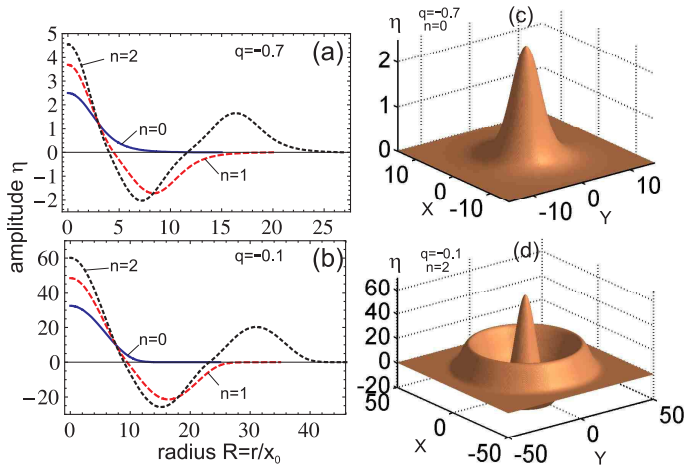 amplitude η
5
4
3
2
1
0
−1
−2
n=2
q=−0.7
(a)
n=0
n=1
0
5
10
15
20
25
60
40
20
0
−20
n=2
q=−0.1
(b)
n=0
n=1
0
10
20
30
40
radius R=r/x₀
η
q=−0.7
n=0
(c)
2
1
0
10
0
-10
X
-10
0
10
Y
η
q=−0.1
n=2
(d)
60
40
20
0
-20
50
0
-50
X
-50
0
50
Y